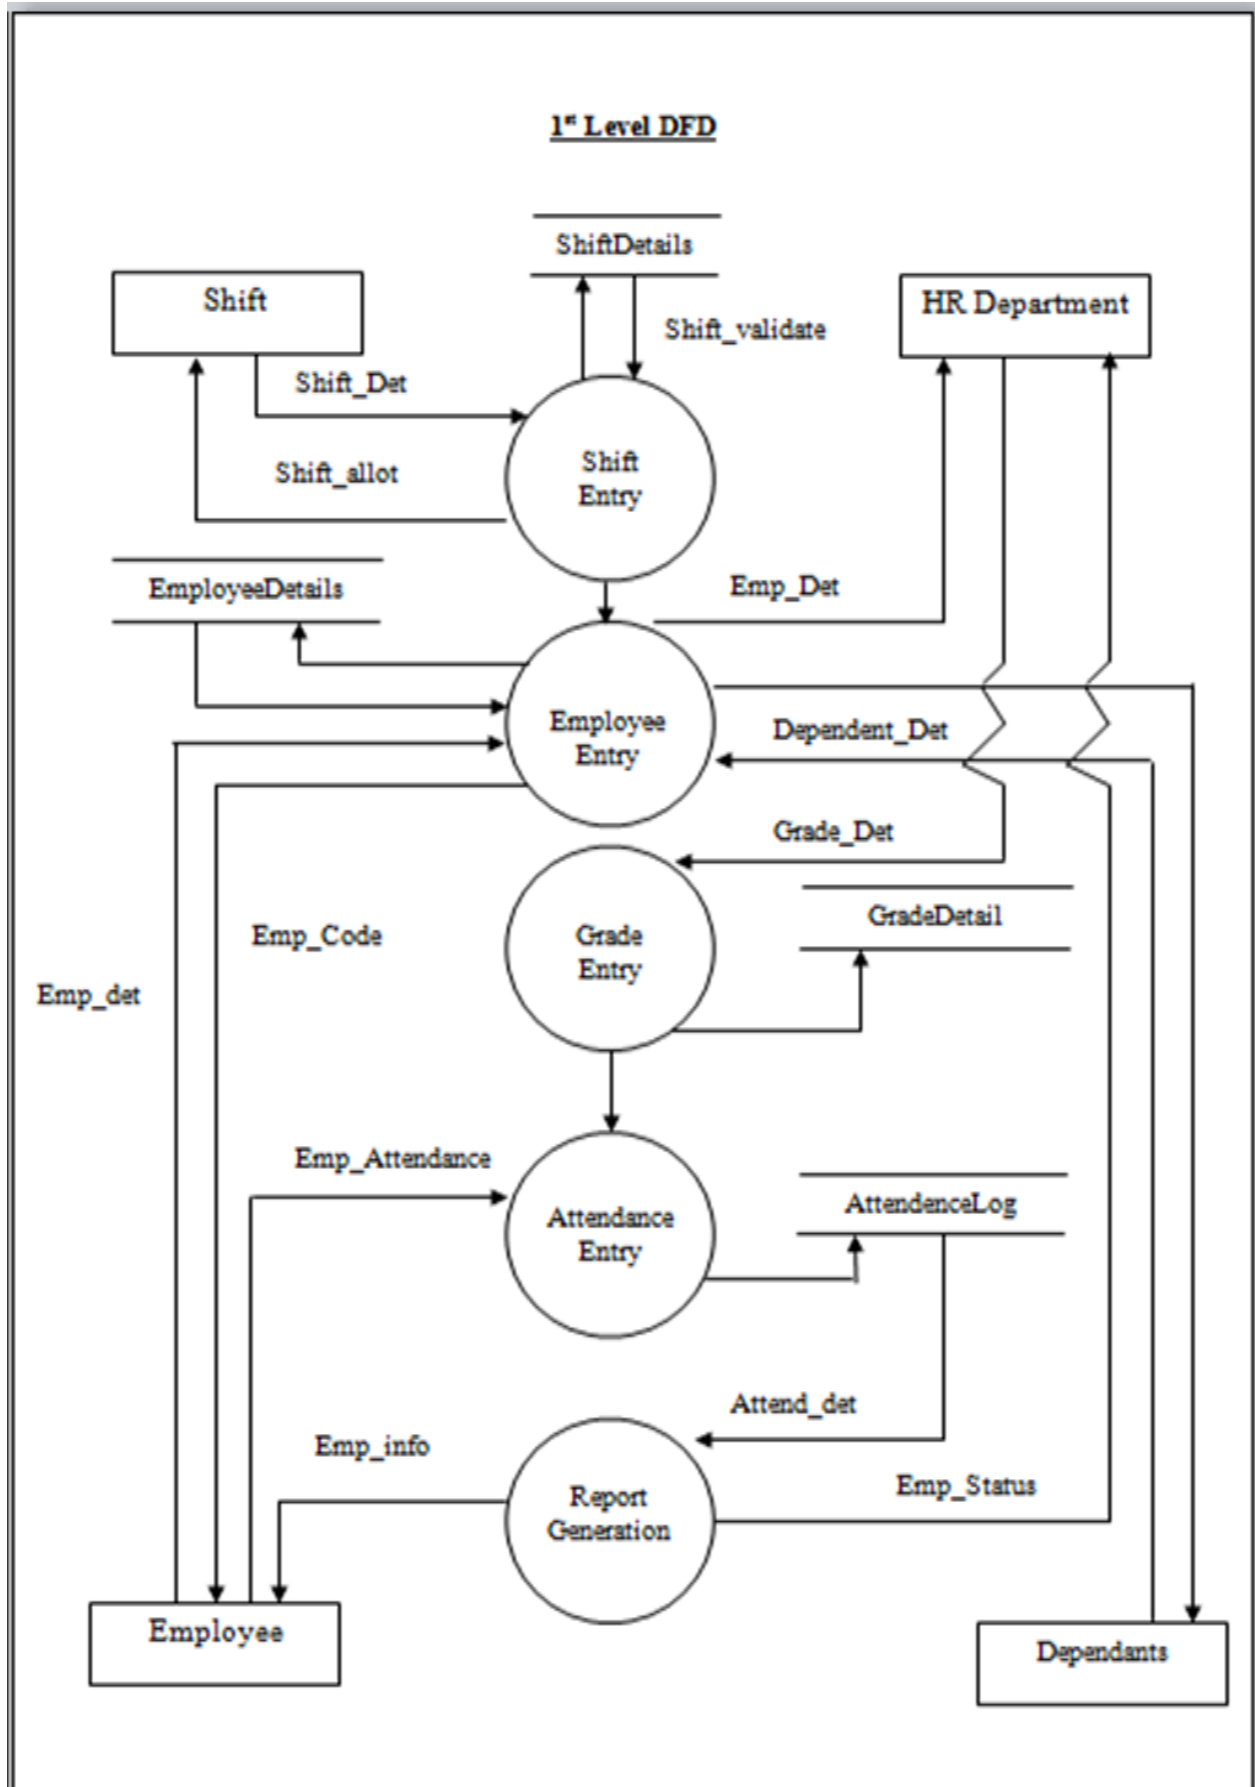 1st Level DFD
ShiftDetails
Shift
HR Department
Shift_validate
Shift_Det
Shift
Entry
Shift_allot
EmployeeDetails
Emp_Det
Employee
Entry
Dependent_Det
Grade_Det
GradeDetail
Grade
Entry
Emp_Code
Emp_det
Emp_Attendance
Attendance
Entry
AttendenceLog
Attend_det
Emp_info
Emp_Status
Report
Generation
Employee
Dependants